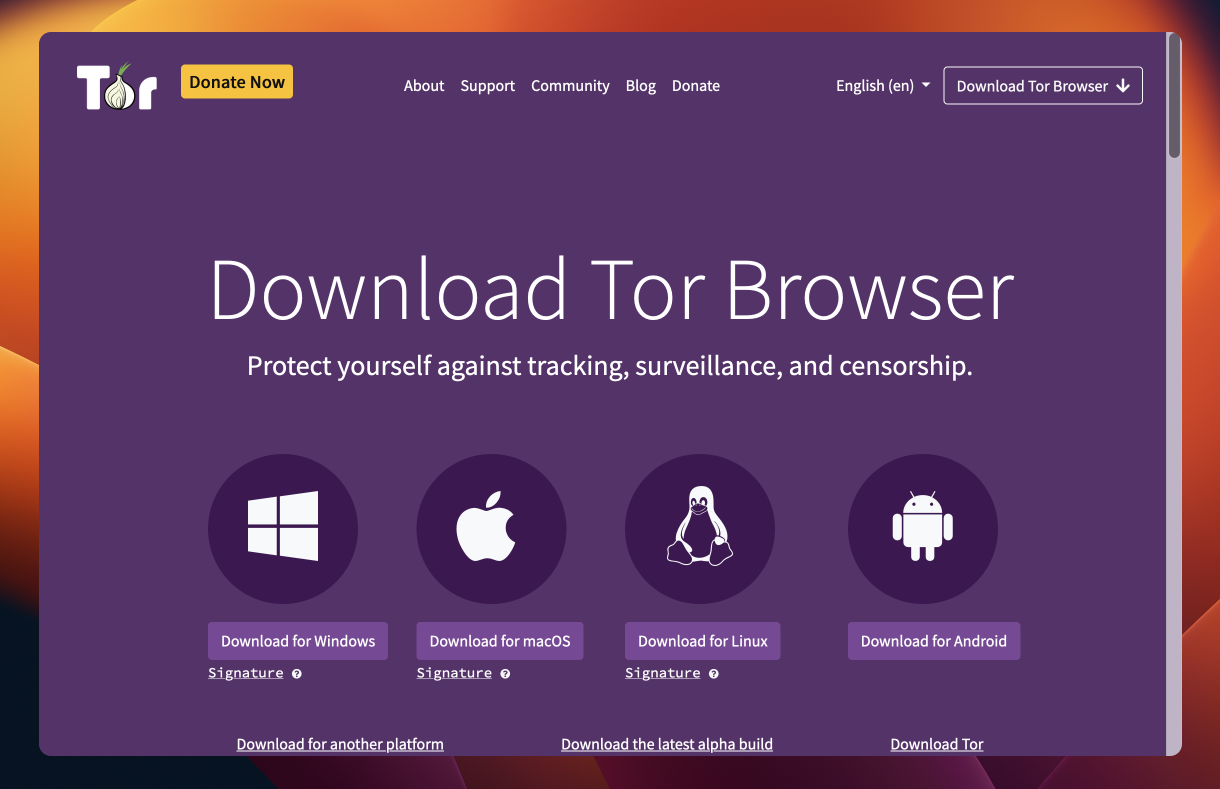 Tor
Donate Now
About Support Community Blog Donate
English (en)
Download Tor Browser
Download Tor Browser
Protect yourself against tracking, surveillance, and censorship.
Download for Windows
Signature
Download for macOS
Signature
Download for Linux
Signature
Download for Android
Download for another platform
Download the latest alpha build
Download Tor